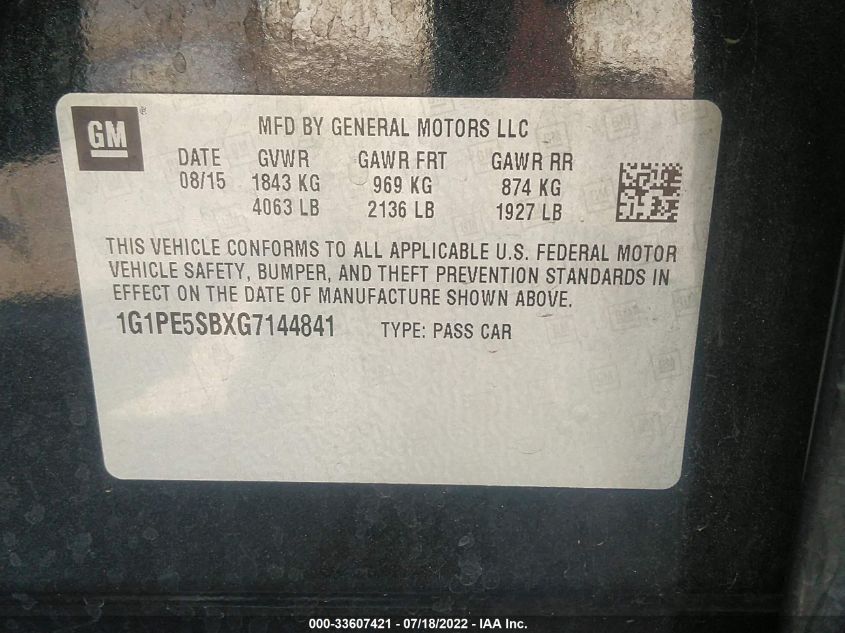 GM ®
MFD BY GENERAL MOTORS LLC
DATE GVWR GAWR FRT GAWR RR
08/15 1843 KG 969 KG 874 KG
4063 LB 2136 LB 1927 LB
THIS VEHICLE CONFORMS TO ALL APPLICABLE U.S. FEDERAL MOTOR
VEHICLE SAFETY, BUMPER, AND THEFT PREVENTION STANDARDS IN
EFFECT ON THE DATE OF MANUFACTURE SHOWN ABOVE.
1G1PE5SBXG7144841 TYPE: PASS CAR
000-33607421 - 07/18/2022 - IAA Inc.